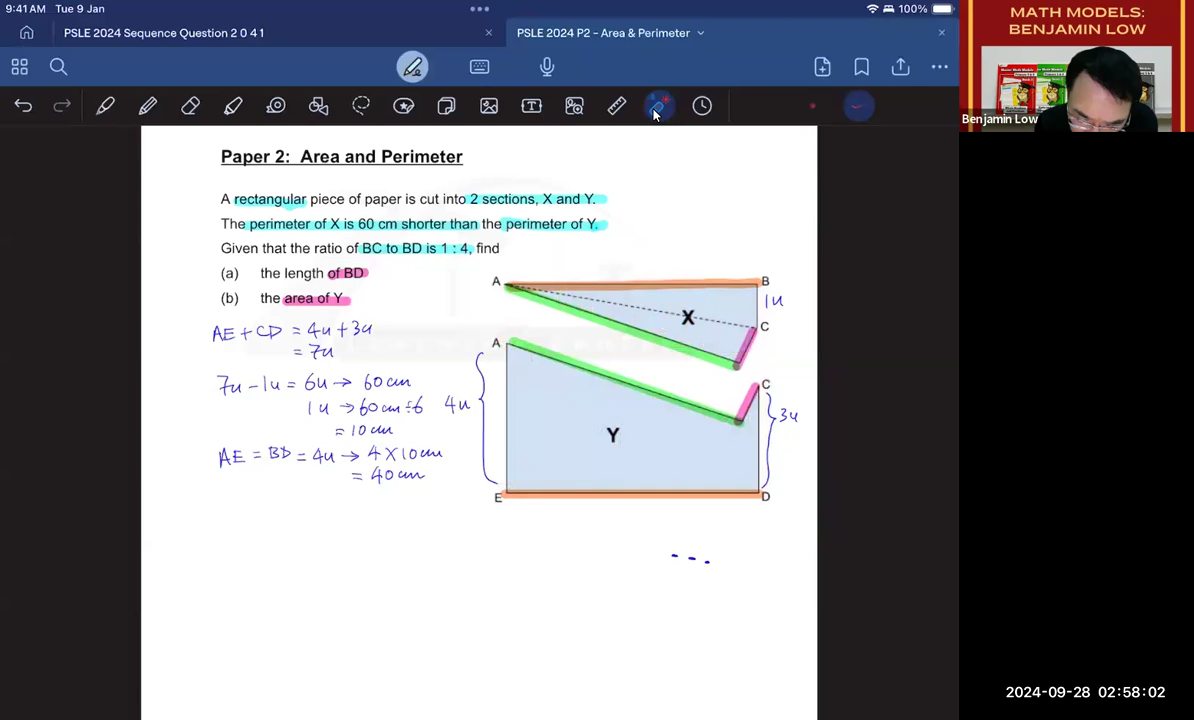 9:41 AM Tue 9 Jan
100%
PSLE 2024 Sequence Question 2 0 4 1
PSLE 2024 P2 - Area & Perimeter
MATH MODELS:
BENJAMIN LOW
Benjamin Low
Paper 2: Area and Perimeter
A rectangular piece of paper is cut into 2 sections, X and Y.
The perimeter of X is 60 cm shorter than the perimeter of Y.
Given that the ratio of BC to BD is 1 : 4, find
(a) the length of BD
(b) the area of Y
A
B
1u
X
C
AE + CD = 4u + 3u
= 7u
A
7u - 1u = 6u → 60 cm
C
1u → 60 cm ÷ 6
4u
3u
= 10 cm
Y
AE = BD = 4u → 4 X 10 cm
= 40 cm
E
D
2024-09-28 02:58:02